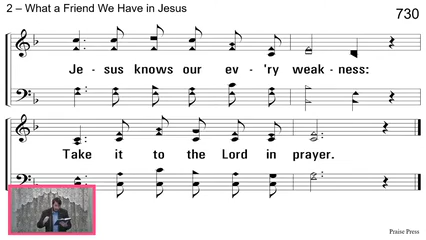 2 – What a Friend We Have in Jesus
730
Je - sus knows our ev - 'ry weak - ness:
Take it to the Lord in prayer.
Praise Press